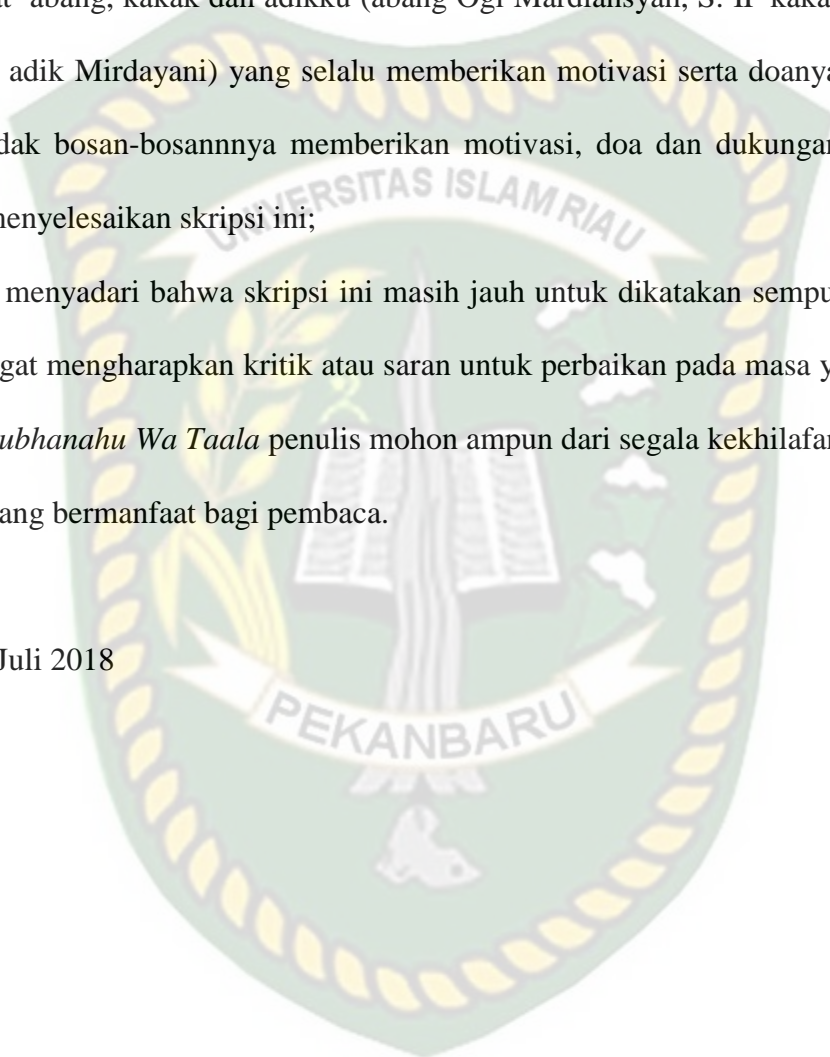 abang, kakak dan adikku (abang Ogi Mardiansyah, S. IP kaka
adik Mirdayani) yang selalu memberikan motivasi serta doanya
dak bosan-bosannnya memberikan motivasi, doa dan dukungan
menyelesaikan skripsi ini;
UNIVERSITAS ISLAM RIAU
menyadari bahwa skripsi ini masih jauh untuk dikatakan sempu
gat mengharapkan kritik atau saran untuk perbaikan pada masa y
ubhanahu Wa Taala penulis mohon ampun dari segala kekhilafan
ang bermanfaat bagi pembaca.
Juli 2018
PEKANBARU